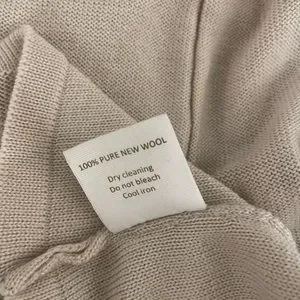 100% PURE NEW WOOL
Dry cleaning
Do not bleach
Cool iron